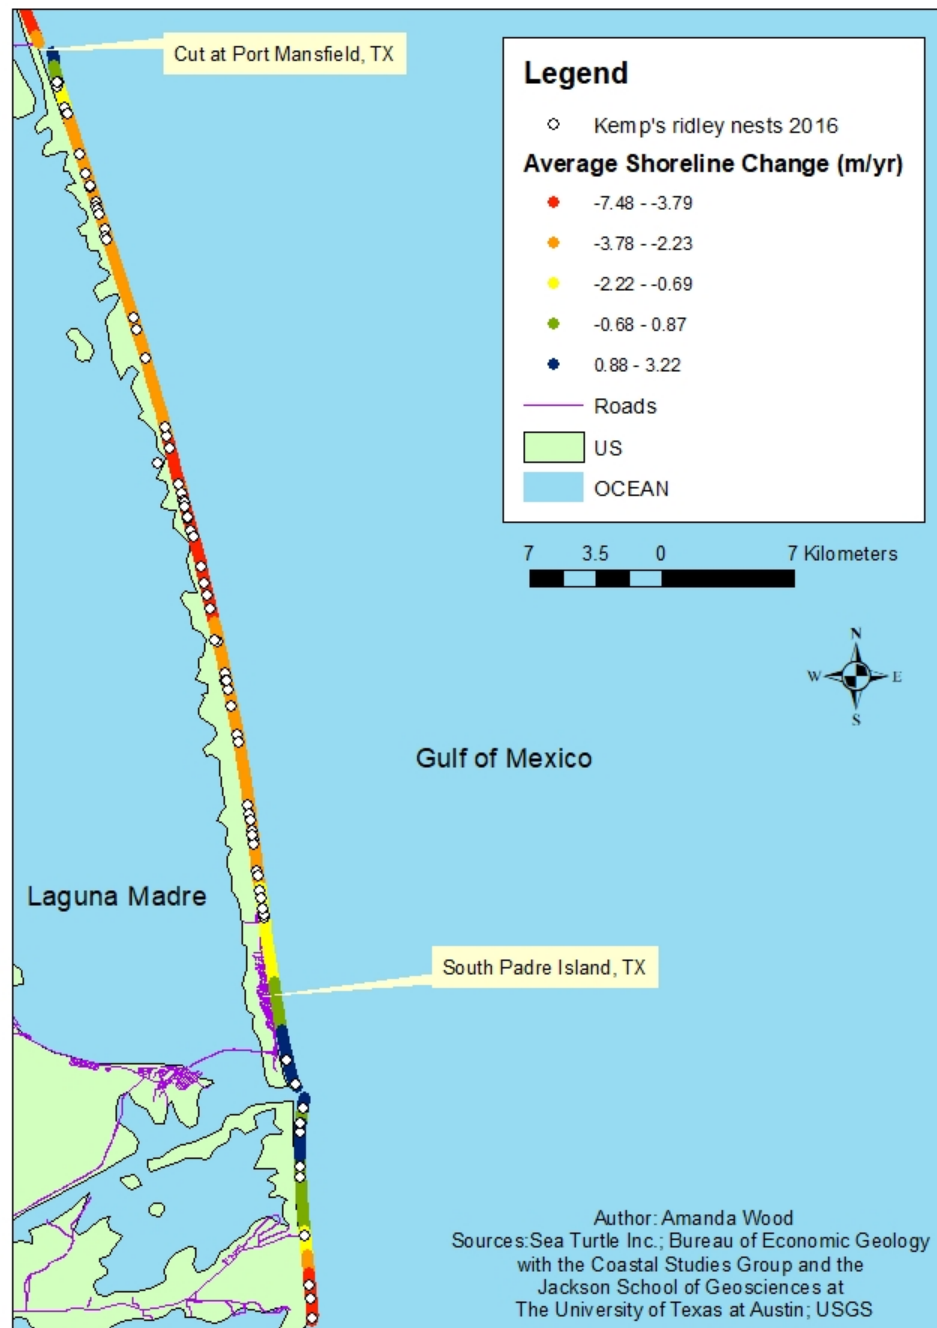 Cut at Port Mansfield, TX
Legend
Kemp's ridley nests 2016
Average Shoreline Change (m/yr)
-7.48 - -3.79
-3.78 - -2.23
-2.22 - -0.69
-0.68 - 0.87
0.88 - 3.22
Roads
US
OCEAN
7 3.5 0 7 Kilometers
N
W E
S
Gulf of Mexico
Laguna Madre
South Padre Island, TX
Author: Amanda Wood
Sources:Sea Turtle Inc.; Bureau of Economic Geology
with the Coastal Studies Group and the
Jackson School of Geosciences at
The University of Texas at Austin; USGS